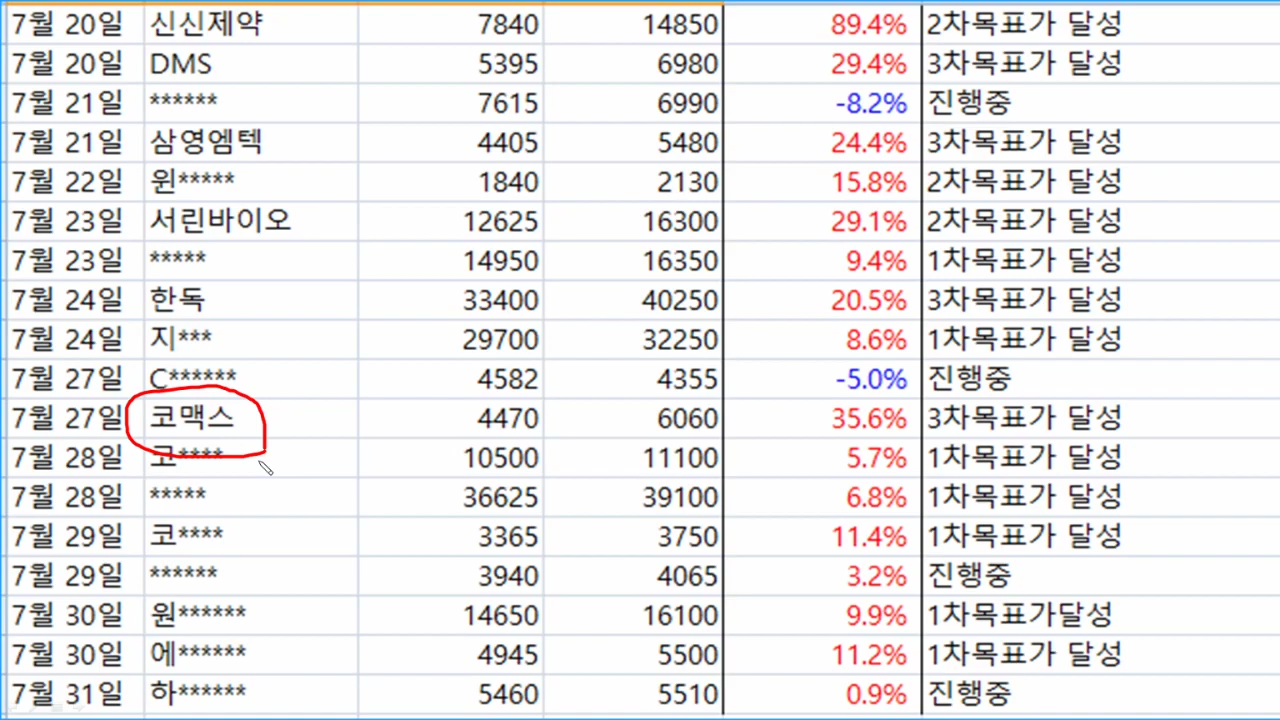 7월 20일 신신제약 7840 14850 89.4% 2차목표가 달성
7월 20일 DMS 5395 6980 29.4% 3차목표가 달성
7월 21일 ****** 7615 6990 -8.2% 진행중
7월 21일 삼영엠텍 4405 5480 24.4% 3차목표가 달성
7월 22일 윈***** 1840 2130 15.8% 2차목표가 달성
7월 23일 서린바이오 12625 16300 29.1% 2차목표가 달성
7월 23일 ***** 14950 16350 9.4% 1차목표가 달성
7월 24일 한독 33400 40250 20.5% 3차목표가 달성
7월 24일 지*** 29700 32250 8.6% 1차목표가 달성
7월 27일 C****** 4582 4355 -5.0% 진행중
7월 27일 코맥스 4470 6060 35.6% 3차목표가 달성
7월 28일 코**** 10500 11100 5.7% 1차목표가 달성
7월 28일 ***** 36625 39100 6.8% 1차목표가 달성
7월 29일 코**** 3365 3750 11.4% 1차목표가 달성
7월 29일 ****** 3940 4065 3.2% 진행중
7월 30일 원****** 14650 16100 9.9% 1차목표가달성
7월 30일 에****** 4945 5500 11.2% 1차목표가 달성
7월 31일 하****** 5460 5510 0.9% 진행중